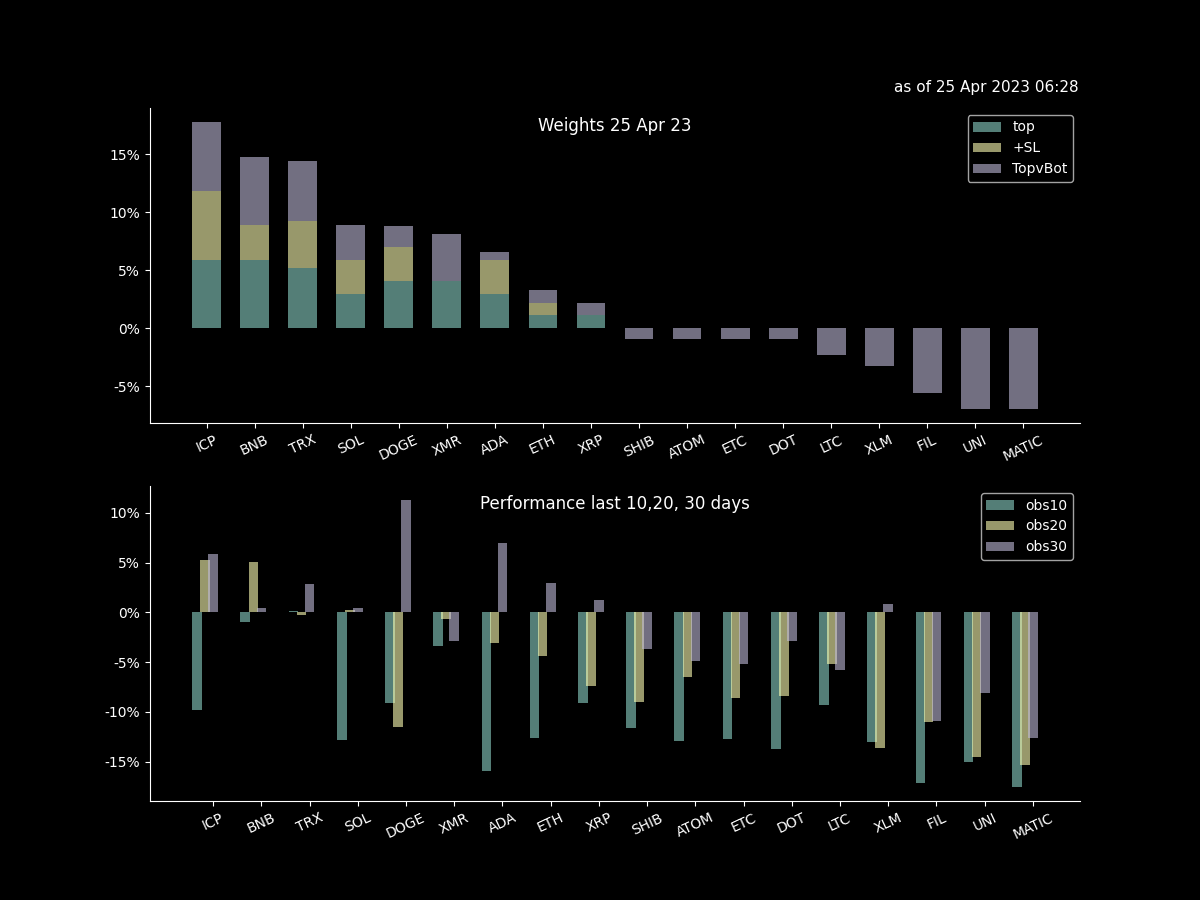 as of 25 Apr 2023 06:28
Weights 25 Apr 23
top
+SL
TopvBot
15%
10%
5%
0%
-5%
ICP BNB TRX SOL DOGE XMR ADA ETH XRP SHIB ATOM ETC DOT LTC XLM FIL UNI MATIC
Performance last 10,20, 30 days
obs10
obs20
obs30
10%
5%
0%
-5%
-10%
-15%
ICP BNB TRX SOL DOGE XMR ADA ETH XRP SHIB ATOM ETC DOT LTC XLM FIL UNI MATIC